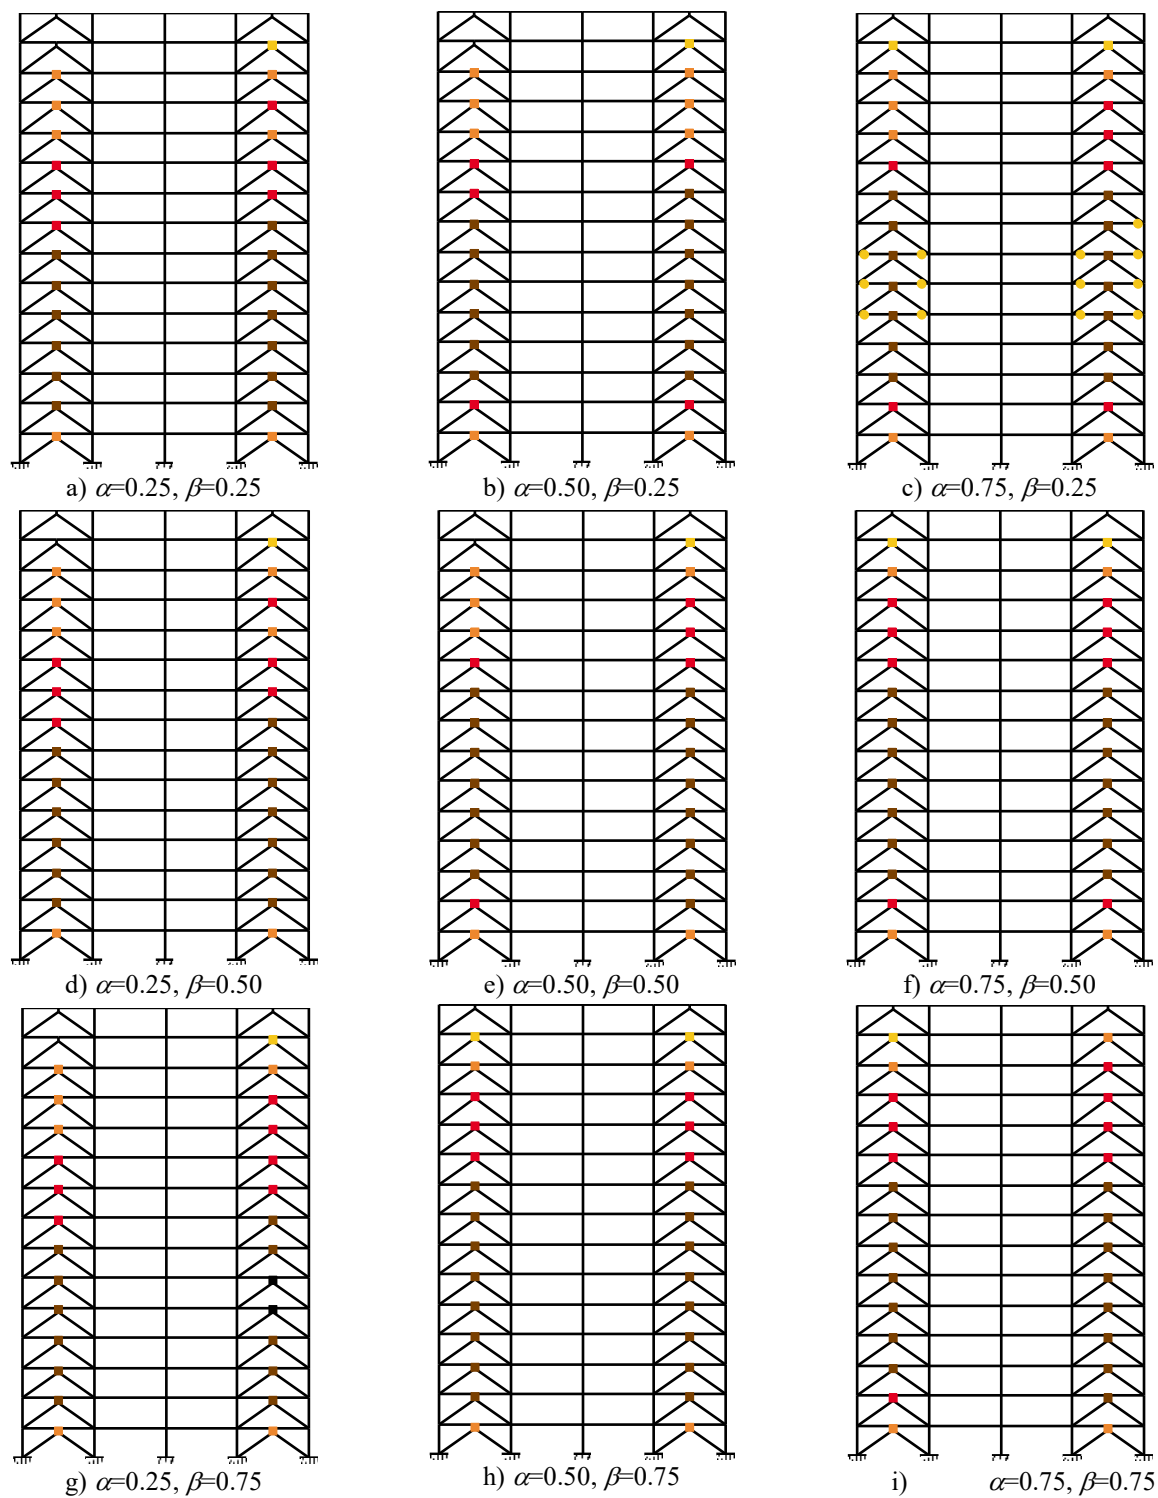 a) α=0.25, β=0.25
b) α=0.50, β=0.25
c) α=0.75, β=0.25
d) α=0.25, β=0.50
e) α=0.50, β=0.50
f) α=0.75, β=0.50
g) α=0.25, β=0.75
h) α=0.50, β=0.75
i) α=0.75, β=0.75